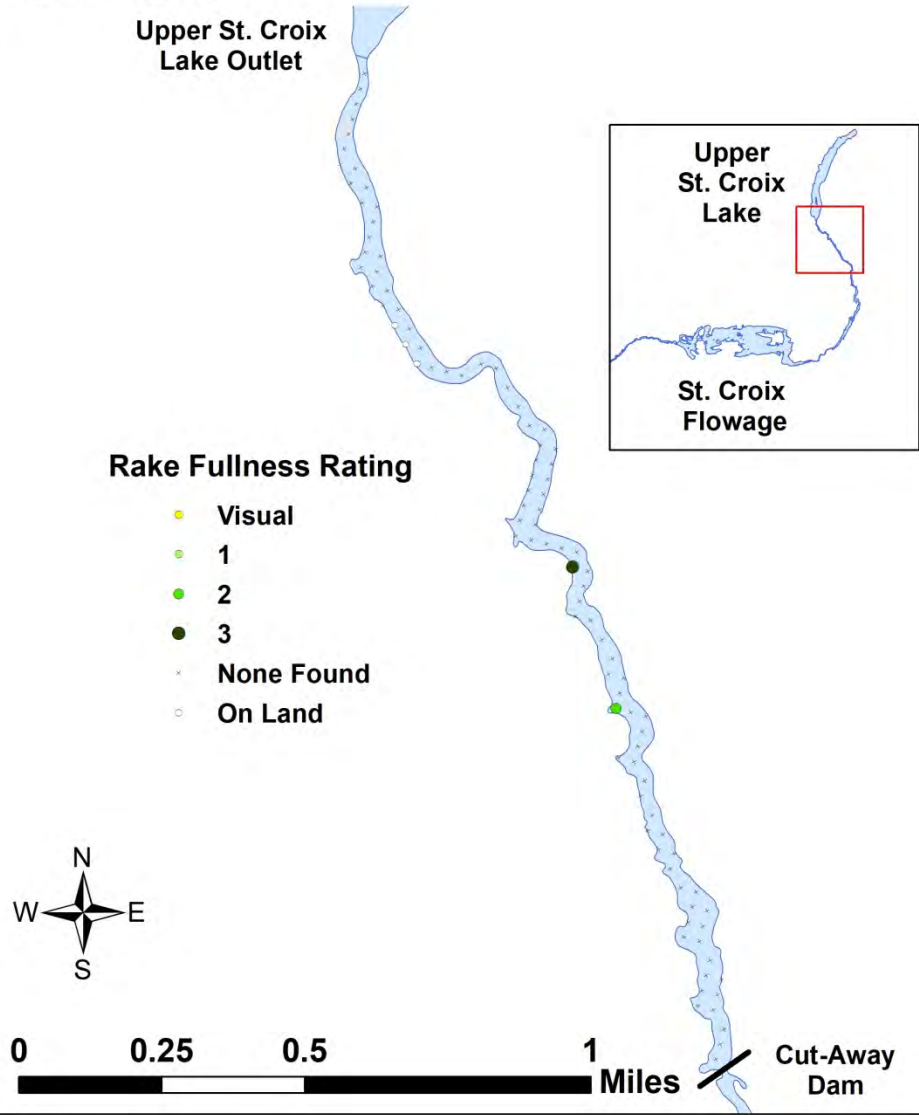 Upper St. Croix
Lake Outlet
Upper
St. Croix
Lake
St. Croix
Flowage
Rake Fullness Rating
Visual
1
2
3
None Found
On Land
N
W E
S
0 0.25 0.5 1
Miles
Cut-Away
Dam